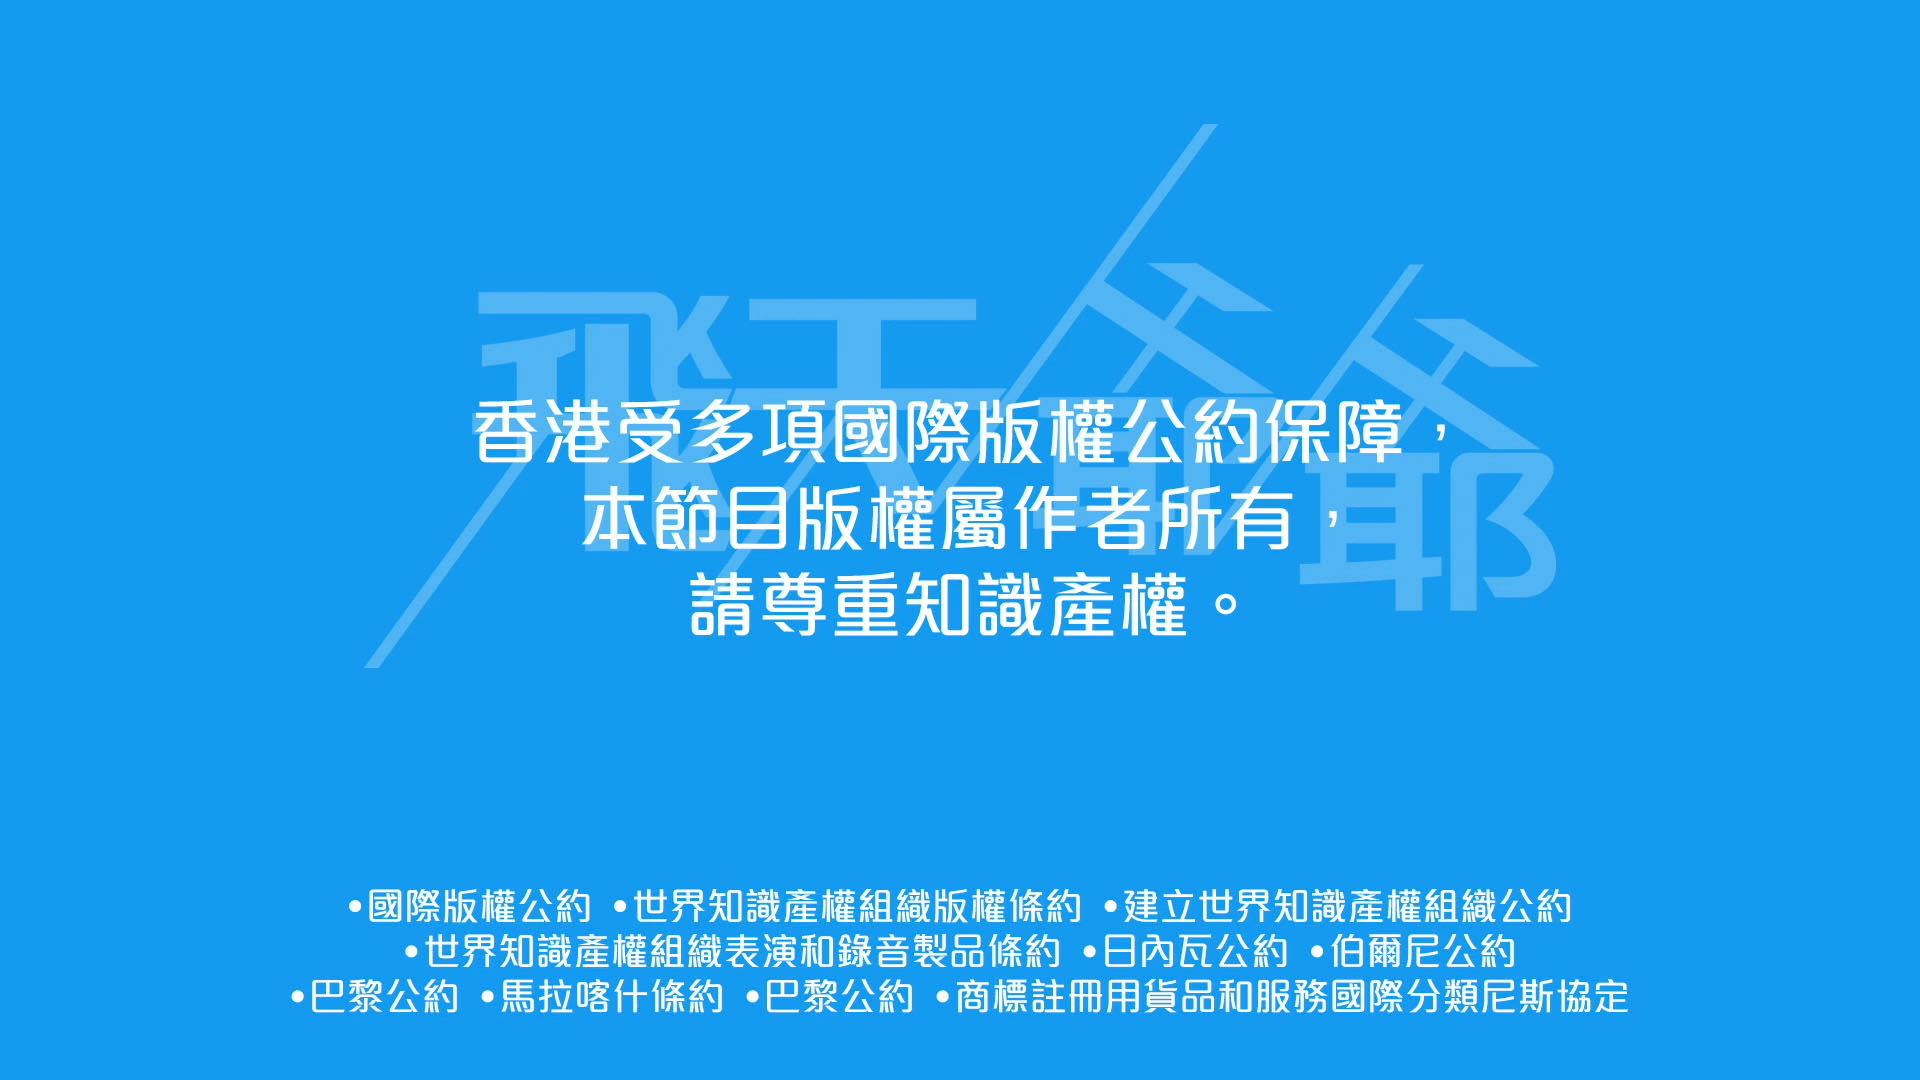 飛天爺爺
香港受多項國際版權公約保障，
本節目版權屬作者所有，
請尊重知識產權。
•國際版權公約 •世界知識產權組織版權條約 •建立世界知識產權組織公約
•世界知識產權組織表演和錄音製品條約 •日內瓦公約 •伯爾尼公約
•巴黎公約 •馬拉喀什條約 •巴黎公約 •商標註冊用貨品和服務國際分類尼斯協定